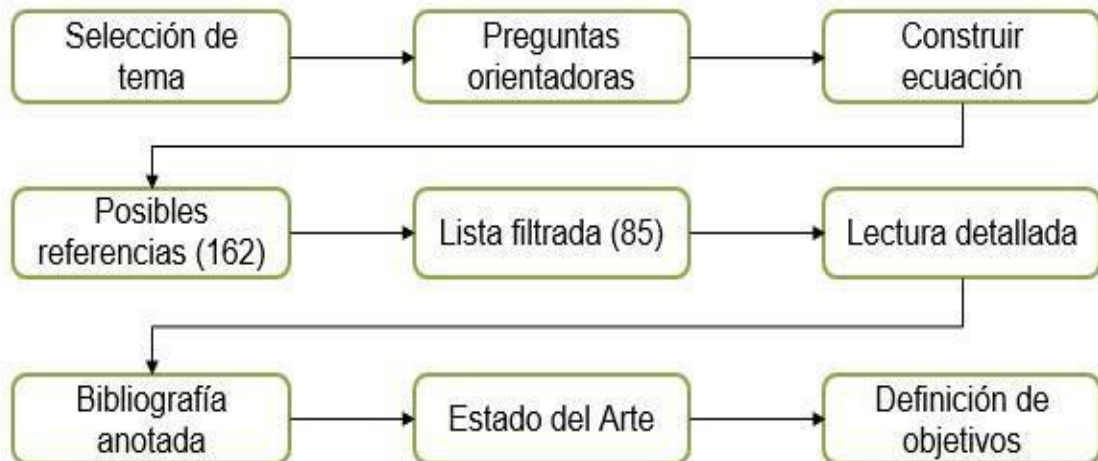 Selección de
tema
Preguntas
orientadoras
Construir
ecuación
Posibles
referencias (162)
Lista filtrada (85)
Lectura detallada
Bibliografía
anotada
Estado del Arte
Definición de
objetivos